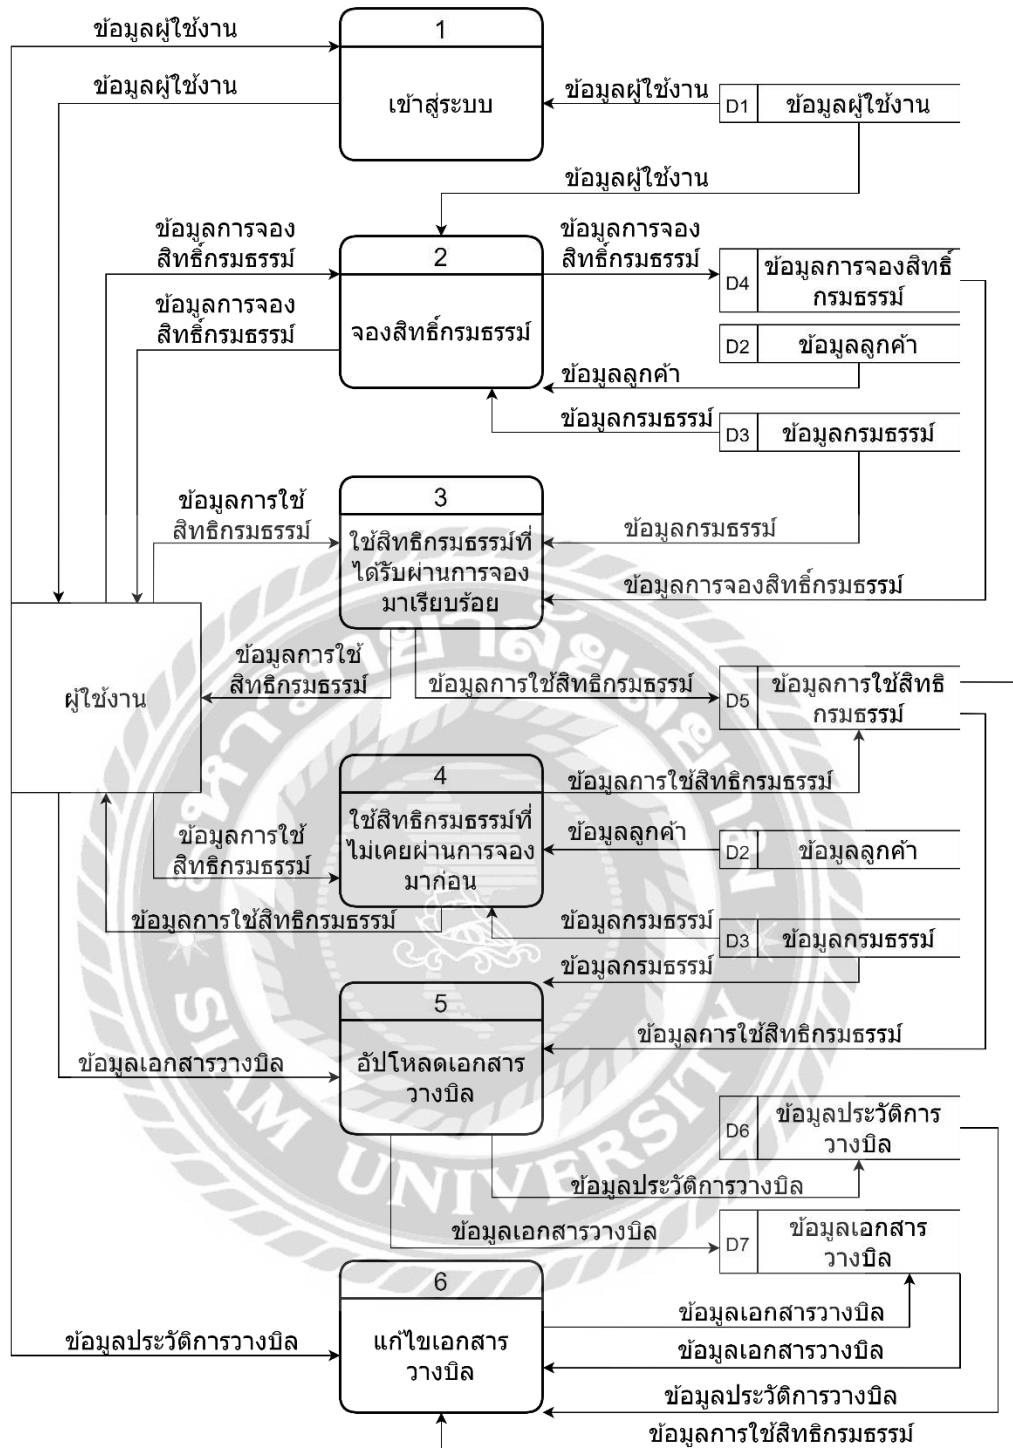 ข้อมูลผู้ใช้งาน
1
เข้าสู่ระบบ
ข้อมูลผู้ใช้งาน
ข้อมูลผู้ใช้งาน
D1
ข้อมูลผู้ใช้งาน
ข้อมูลผู้ใช้งาน
ข้อมูลการจอง
สิทธิ์กรมธรรม์
2
จองสิทธิ์กรมธรรม์
ข้อมูลการจอง
สิทธิ์กรมธรรม์
D4
ข้อมูลการจองสิทธิ์
กรมธรรม์
ข้อมูลการจอง
สิทธิ์กรมธรรม์
D2
ข้อมูลลูกค้า
ข้อมูลลูกค้า
ข้อมูลกรมธรรม์
D3
ข้อมูลกรมธรรม์
3
ใช้สิทธิกรมธรรม์ที่
ได้รับผ่านการจอง
มาเรียบร้อย
ข้อมูลการใช้
สิทธิกรมธรรม์
ข้อมูลกรมธรรม์
ข้อมูลการจองสิทธิ์กรมธรรม์
ผู้ใช้งาน
ข้อมูลการใช้
สิทธิกรมธรรม์
ข้อมูลการใช้สิทธิกรมธรรม์
D5
ข้อมูลการใช้สิทธิ
กรมธรรม์
4
ใช้สิทธิกรมธรรม์ที่
ไม่เคยผ่านการจอง
มาก่อน
ข้อมูลการใช้สิทธิกรมธรรม์
ข้อมูลการใช้
สิทธิกรมธรรม์
ข้อมูลลูกค้า
D2
ข้อมูลลูกค้า
ข้อมูลการใช้สิทธิกรมธรรม์
ข้อมูลกรมธรรม์
D3
ข้อมูลกรมธรรม์
ข้อมูลกรมธรรม์
5
อัปโหลดเอกสาร
วางบิล
ข้อมูลการใช้สิทธิกรมธรรม์
ข้อมูลเอกสารวางบิล
D6
ข้อมูลประวัติการ
วางบิล
ข้อมูลประวัติการวางบิล
ข้อมูลเอกสารวางบิล
D7
ข้อมูลเอกสาร
วางบิล
6
แก้ไขเอกสาร
วางบิล
ข้อมูลประวัติการวางบิล
ข้อมูลเอกสารวางบิล
ข้อมูลเอกสารวางบิล
ข้อมูลประวัติการวางบิล
ข้อมูลการใช้สิทธิกรมธรรม์
มหาวิทยาลัยสยาม
SIAM UNIVERSITY